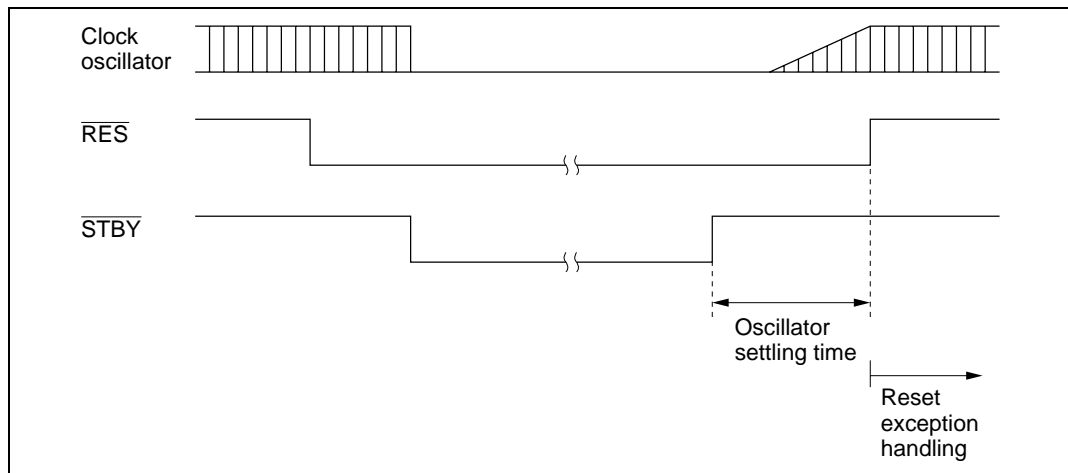 Clock
oscillator
RES
STBY
Oscillator
settling time
Reset
exception
handling